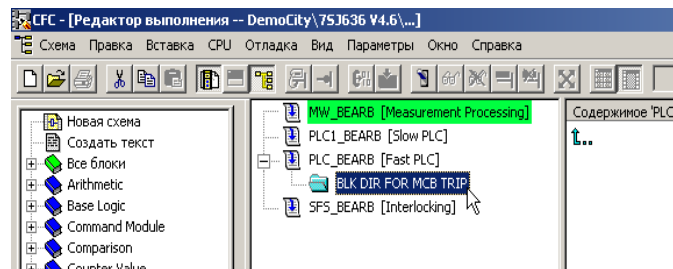 CFC - [Редактор выполнения -- DemoCity\7SJ636 V4.6\...]
Схема Правка Вставка CPU Отладка Вид Параметры Окно Справка
Новая схема
Создать текст
Все блоки
Arithmetic
Base Logic
Command Module
Comparison
Counter Value
MW_BEARB [Measurement Processing]
PLC1_BEARB [Slow PLC]
PLC_BEARB [Fast PLC]
BLK DIR FOR MCB TRIP
SFS_BEARB [Interlocking]
Содержимое 'PLC